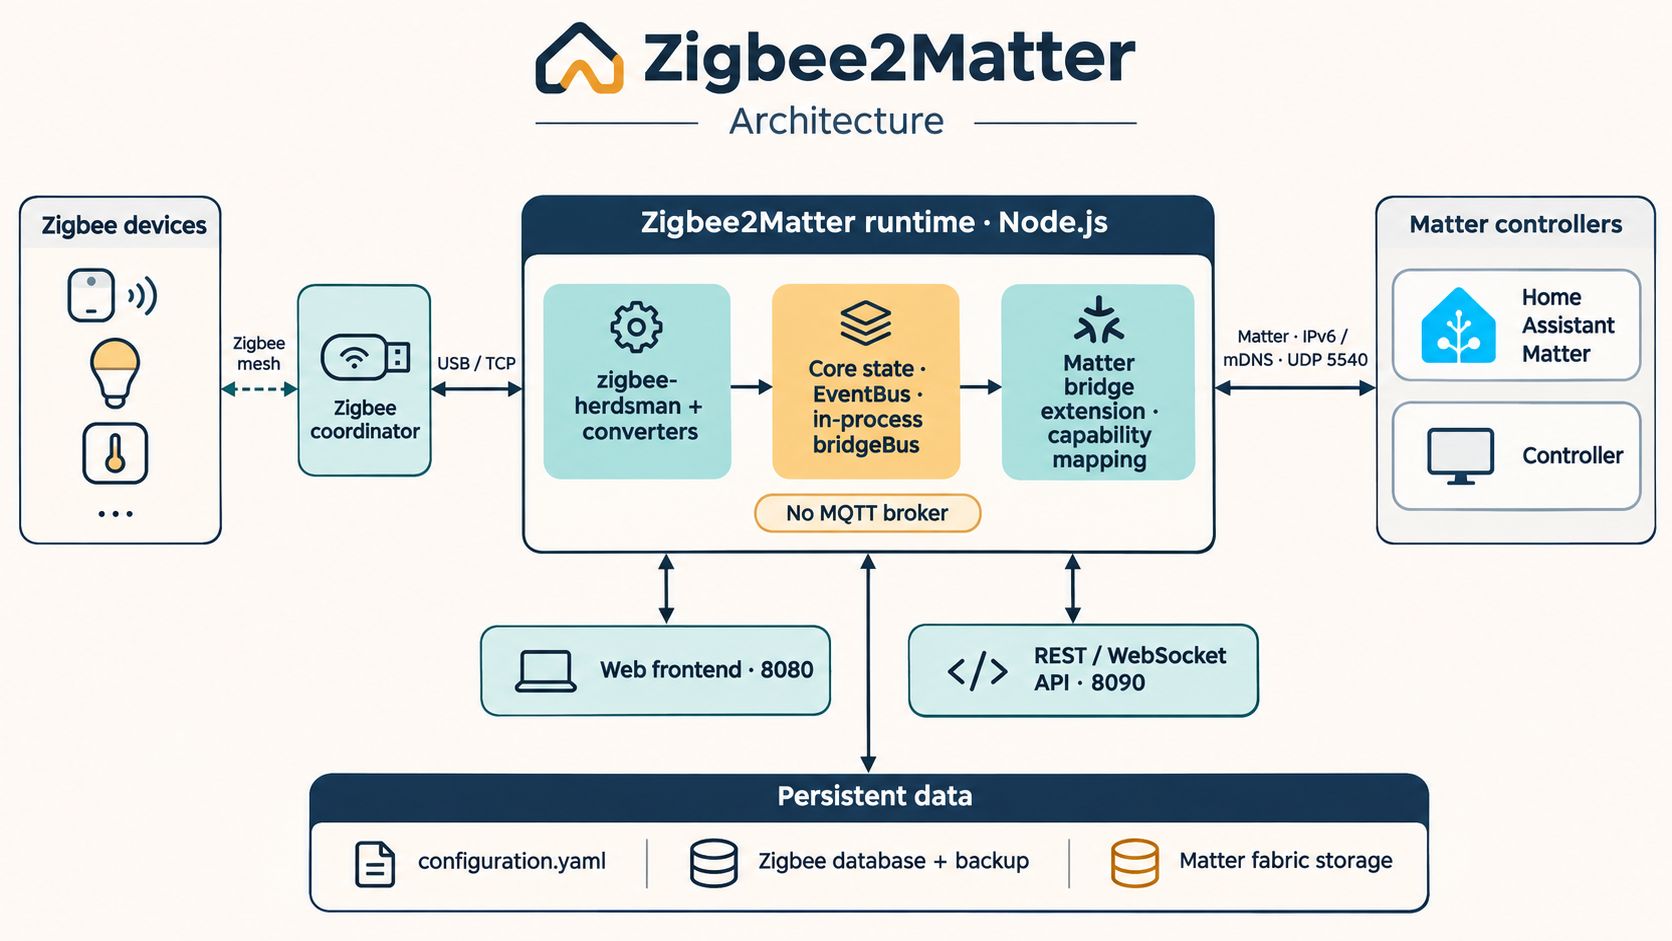 Zigbee2Matter
Architecture
Zigbee devices
Zigbee
mesh
Zigbee
coordinator
USB / TCP
Zigbee2Matter runtime · Node.js
zigbee-
herdsman +
converters
Core state ·
EventBus ·
in-process
bridgeBus
Matter
bridge
extension ·
capability
mapping
No MQTT broker
Matter · IPv6 /
mDNS · UDP 5540
Matter controllers
Home
Assistant
Matter
Controller
Web frontend · 8080
REST / WebSocket
API · 8090
Persistent data
configuration.yaml
Zigbee database + backup
Matter fabric storage